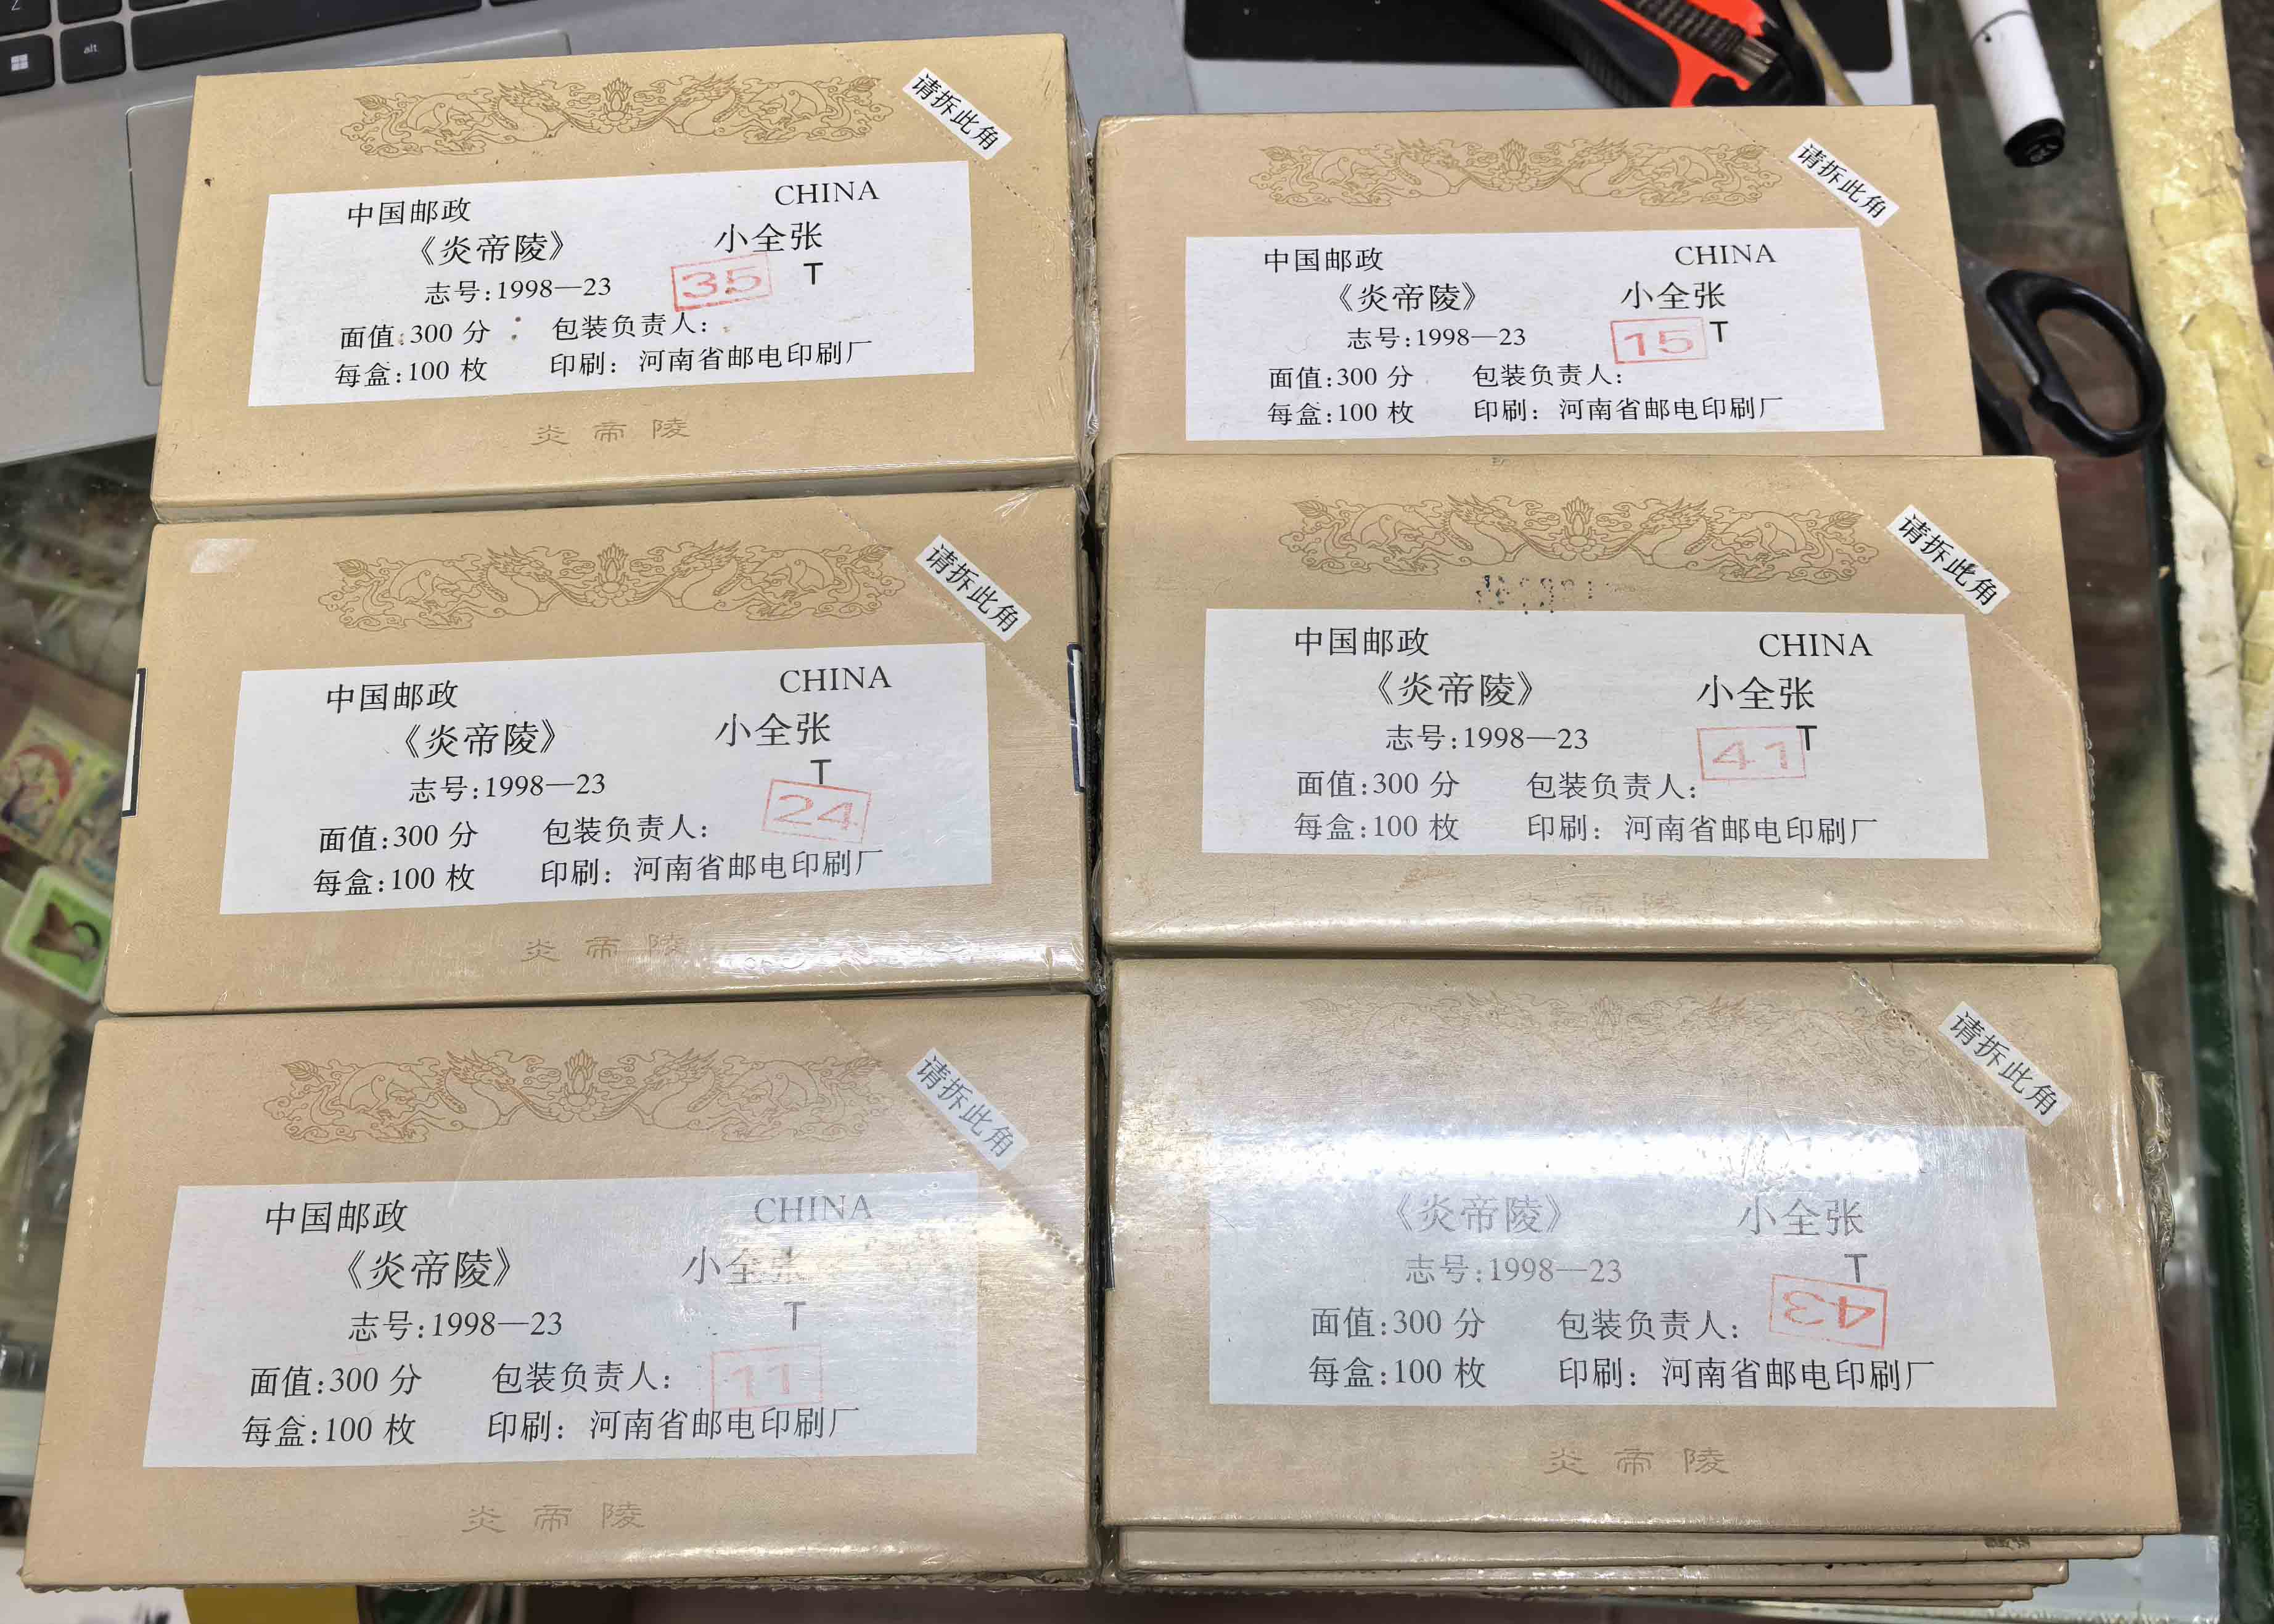 Z
alt
请拆此角
中国邮政 CHINA
《炎帝陵》 小全张
志号:1998—23 35 T
面值:300 分 包装负责人:
每盒:100 枚 印刷: 河南省邮电印刷厂
炎帝陵
请拆此角
中国邮政 CHINA
《炎帝陵》 小全张
志号:1998—23 15 T
面值:300 分 包装负责人:
每盒:100 枚 印刷: 河南省邮电印刷厂
请拆此角
中国邮政 CHINA
《炎帝陵》 小全张
志号:1998—23 T
24
面值:300 分 包装负责人:
每盒:100 枚 印刷: 河南省邮电印刷厂
炎帝陵
请拆此角
中国邮政 CHINA
《炎帝陵》 小全张
志号:1998—23 41 T
面值:300 分 包装负责人:
每盒:100 枚 印刷: 河南省邮电印刷厂
炎帝陵
请拆此角
中国邮政 CHINA
《炎帝陵》 小全张
志号:1998—23 T
面值:300 分 包装负责人: 11
每盒:100 枚 印刷: 河南省邮电印刷厂
炎帝陵
请拆此角
《炎帝陵》 小全张
志号:1998—23 T
43
面值:300 分 包装负责人:
每盒:100 枚 印刷: 河南省邮电印刷厂
炎帝陵